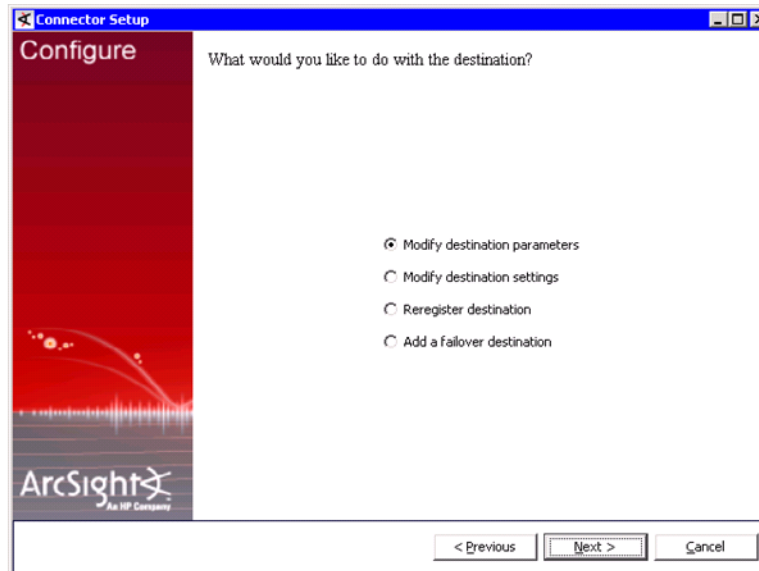 Connector Setup
Configure
What would you like to do with the destination?
Modify destination parameters
Modify destination settings
Reregister destination
Add a failover destination
ArcSight
An HP Company
< Previous
Next >
Cancel